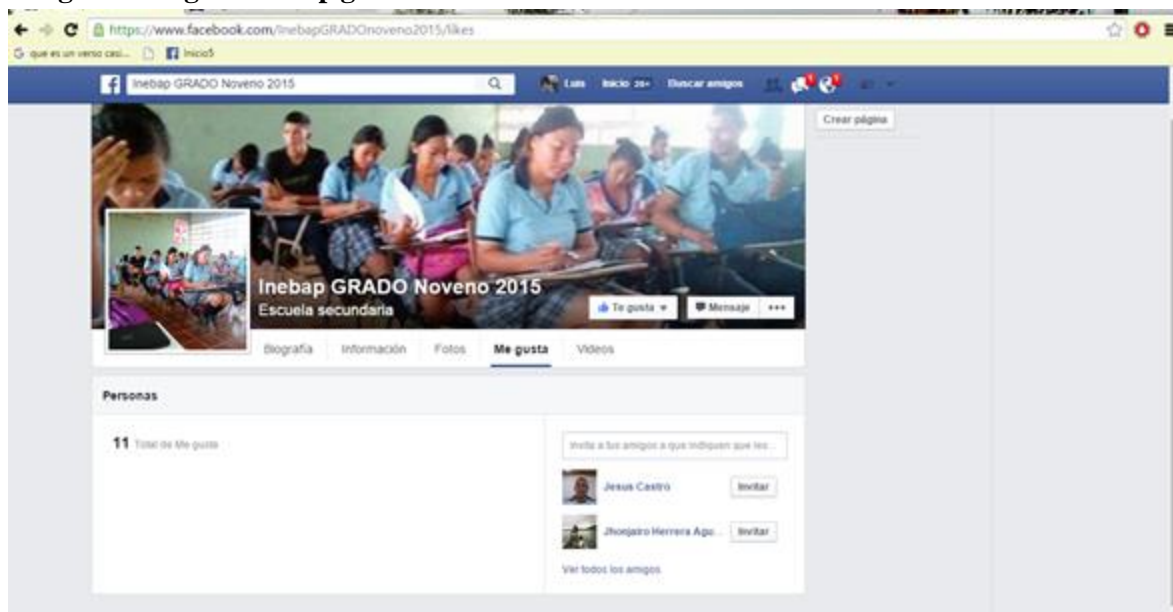 https://www.facebook.com/InebapGRADOnoveno2015/likes
que es un verso casi... Inicio5
Inebap GRADO Noveno 2015 Luis Inicio 20+ Buscar amigos
Crear página
Inebap GRADO Noveno 2015
Escuela secundaria
Te gusta Mensaje
Biografía Información Fotos Me gusta Videos
Personas
11 Total de Me gusta
Invita a tus amigos a que indiquen que les...
Jesus Castro Invitar
Jhonjairo Herrera Agu... Invitar
Ver todos los amigos